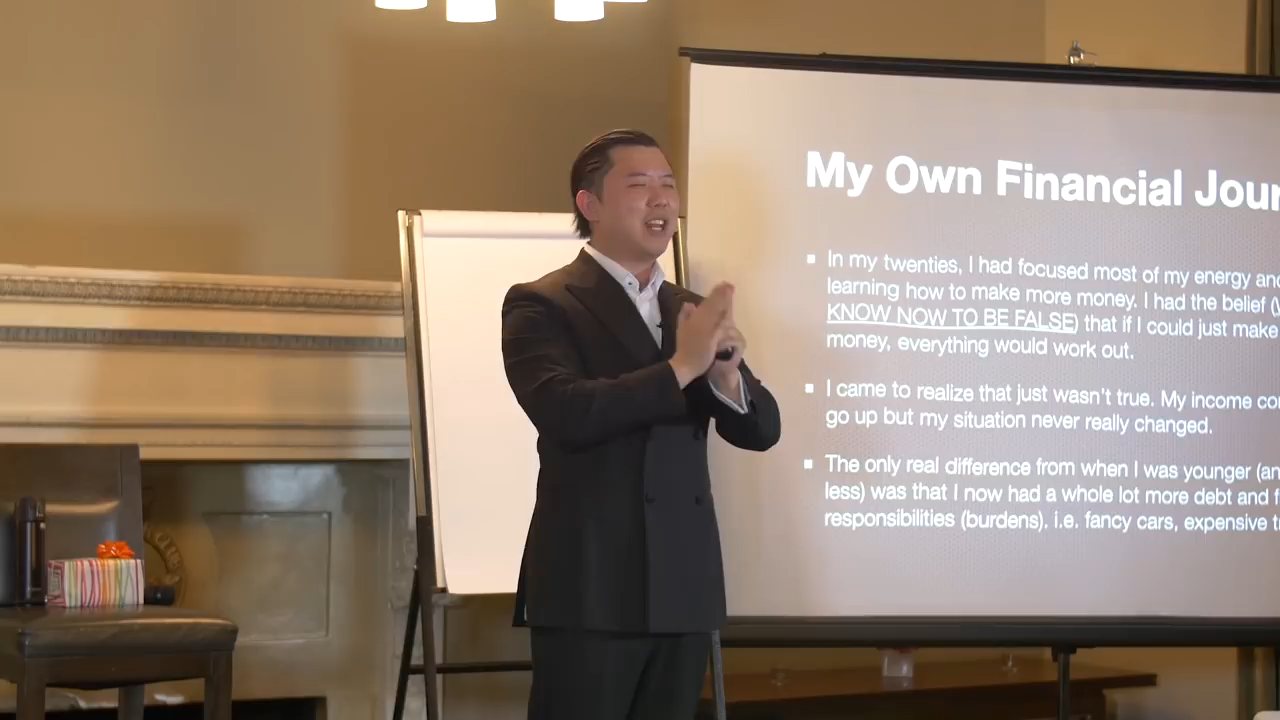 My Own Financial Jour
In my twenties, I had focused most of my energy and
learning how to make more money. I had the belief (
KNOW NOW TO BE FALSE) that if I could just make
money, everything would work out.
I came to realize that just wasn't true. My income co
go up but my situation never really changed.
The only real difference from when I was younger (an
less) was that I now had a whole lot more debt and f
responsibilities (burdens). i.e. fancy cars, expensive t